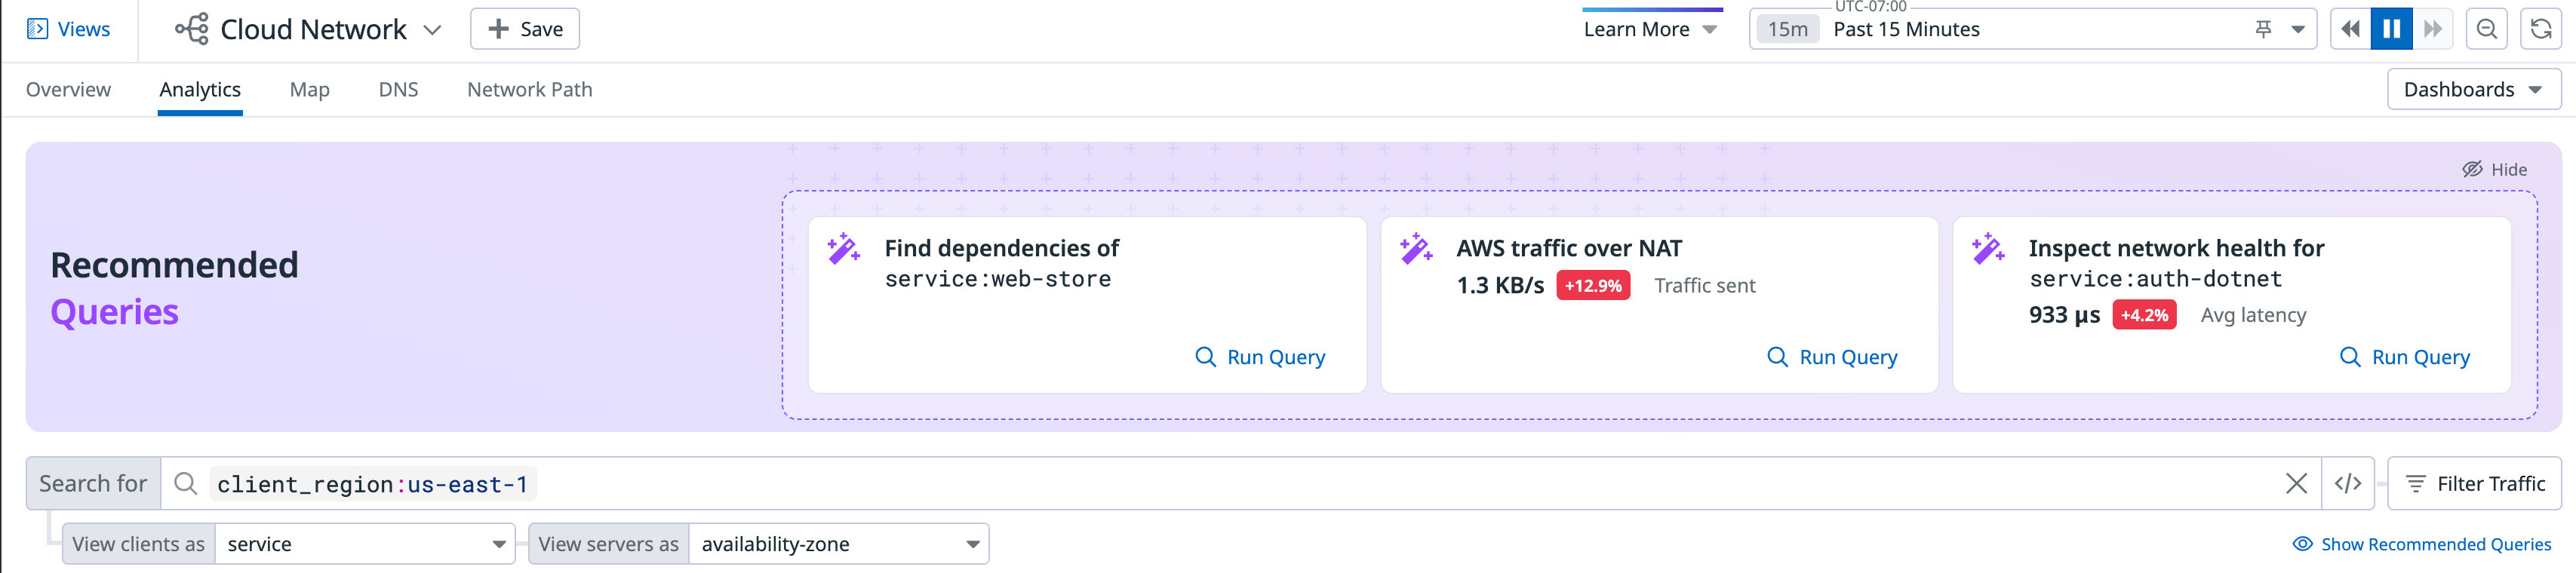 Views
Cloud Network
Save
Learn More
UTC-07:00
15m Past 15 Minutes
Overview
Analytics
Map
DNS
Network Path
Dashboards
Hide
Recommended
Queries
Find dependencies of
service:web-store
Run Query
AWS traffic over NAT
1.3 KB/s +12.9% Traffic sent
Run Query
Inspect network health for
service:auth-dotnet
933 µs +4.2% Avg latency
Run Query
Search for client_region:us-east-1
</>
Filter Traffic
View clients as service
View servers as availability-zone
Show Recommended Queries